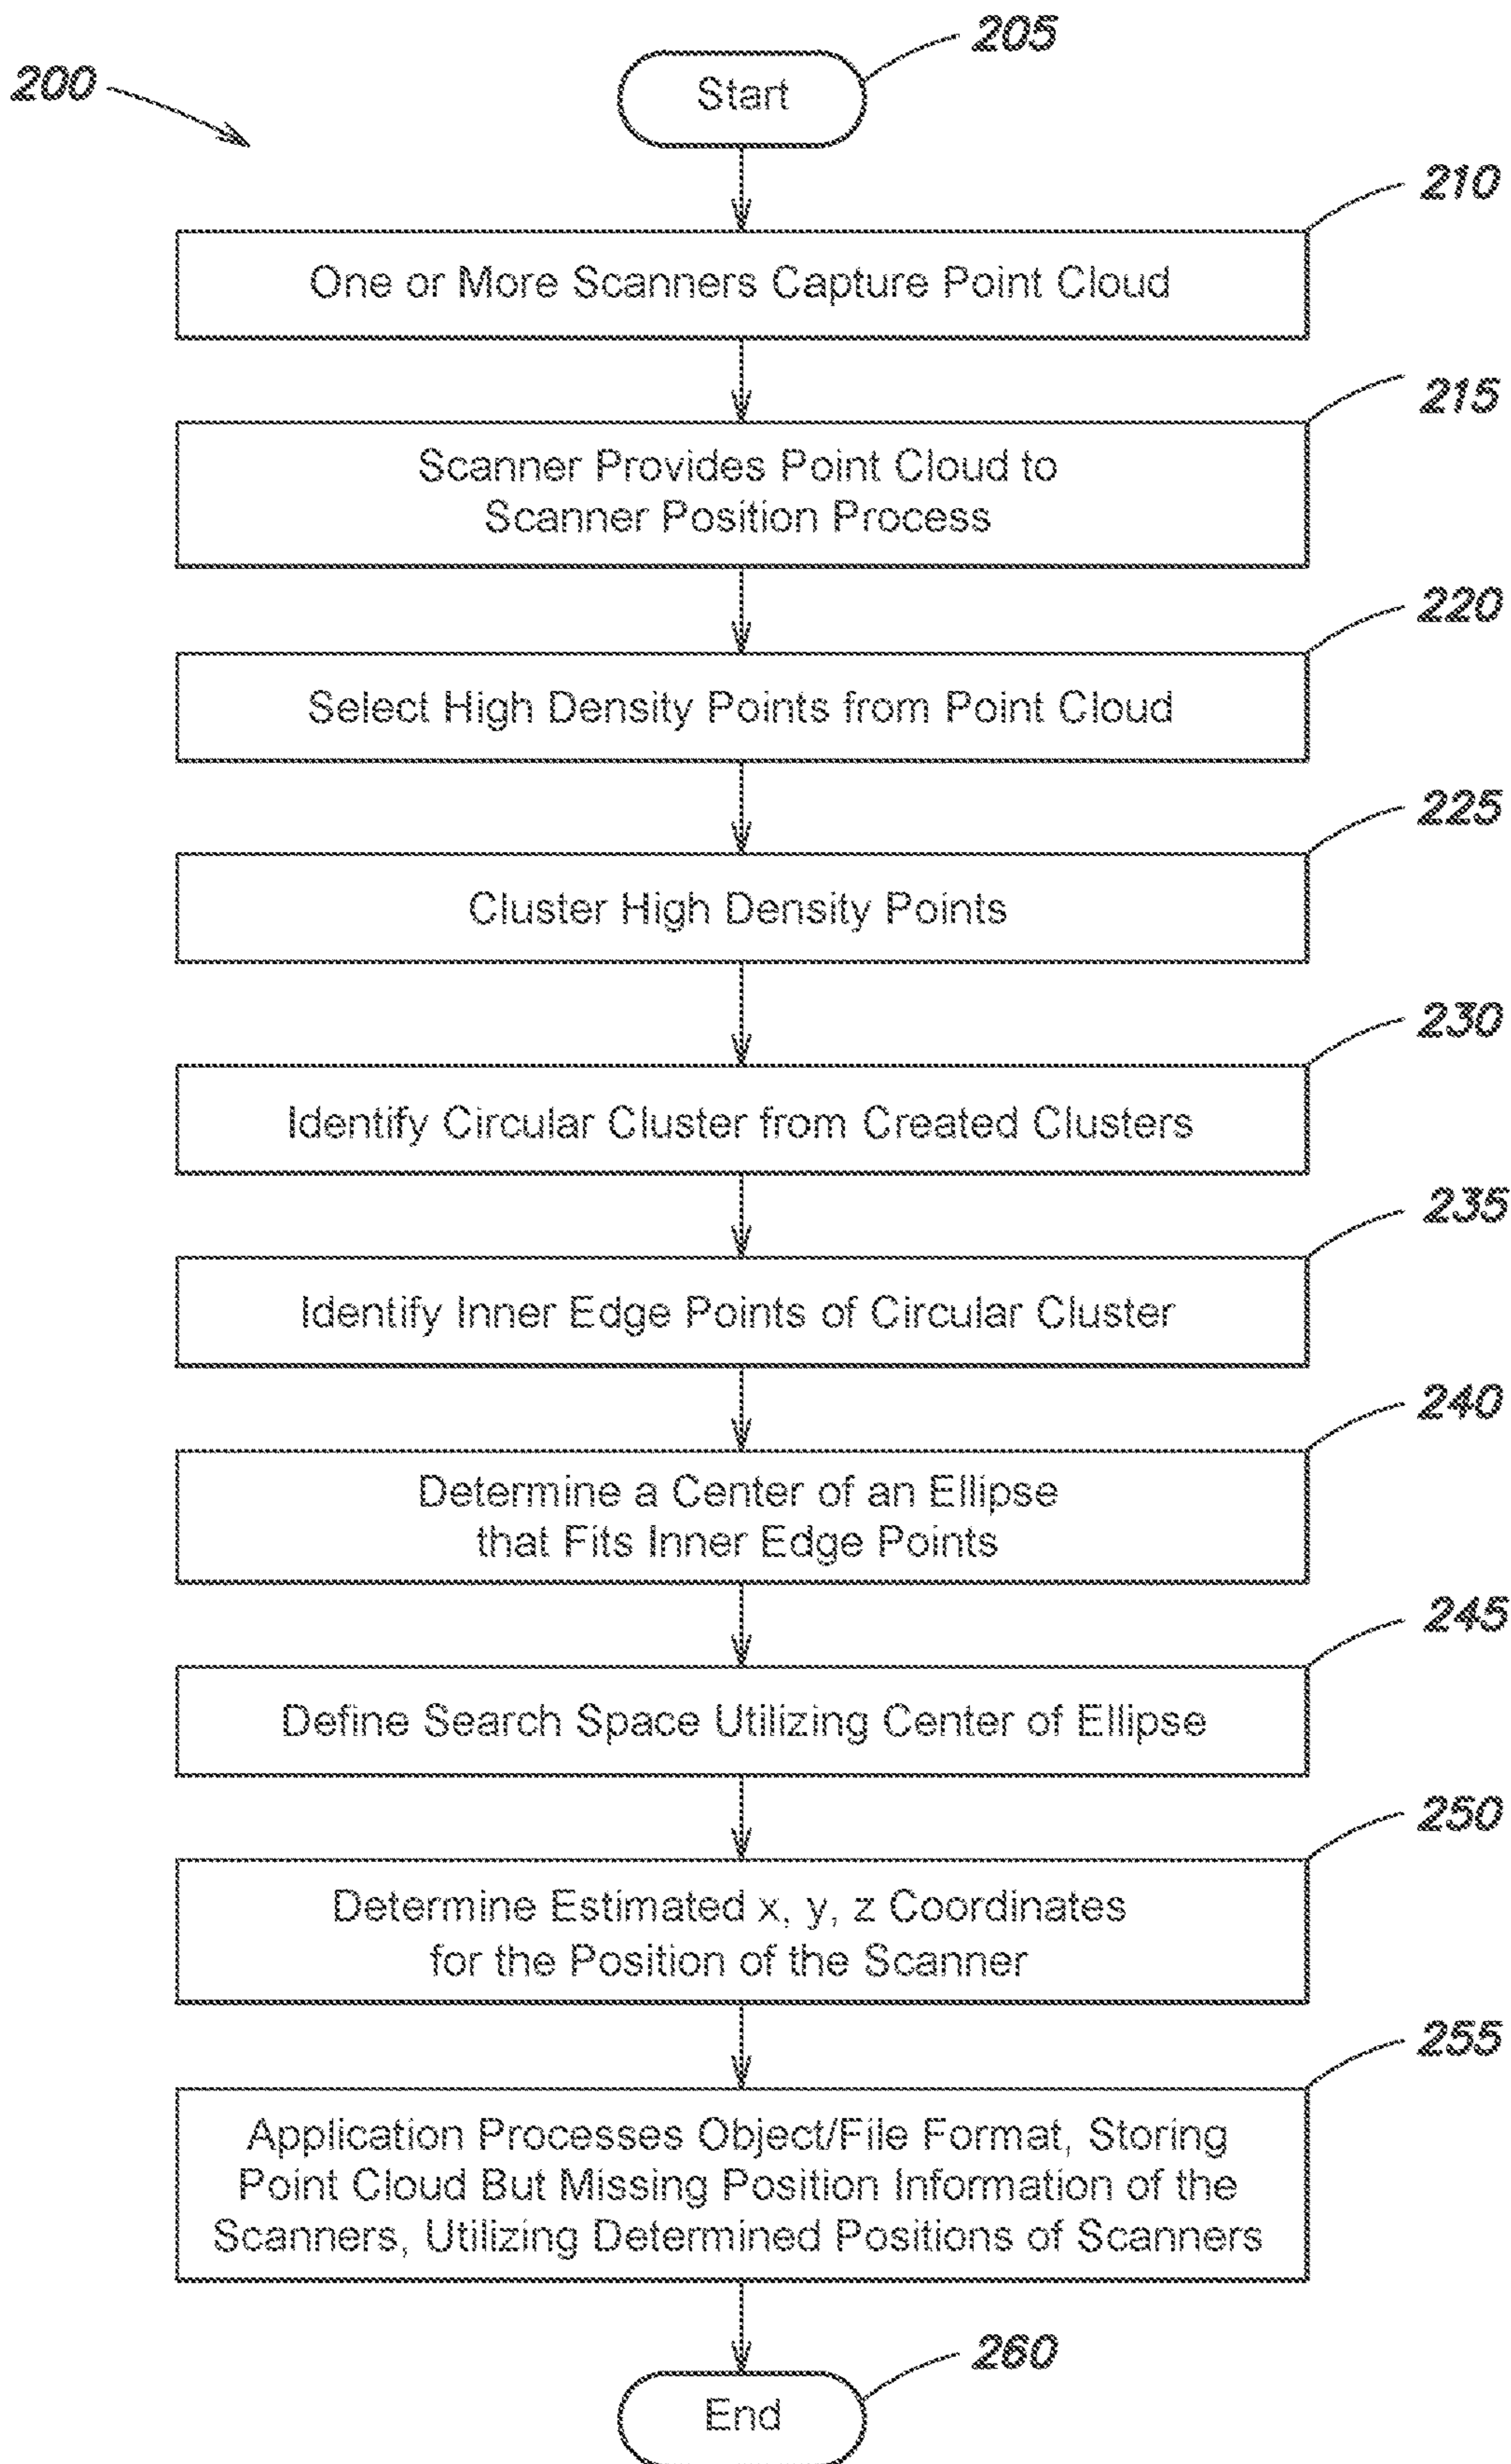 205
200
Start
210
One or More Scanners Capture Point Cloud
215
Scanner Provides Point Cloud to
Scanner Position Process
220
Select High Density Points from Point Cloud
225
Cluster High Density Points
230
Identify Circular Cluster from Created Clusters
235
Identify Inner Edge Points of Circular Cluster
240
Determine a Center of an Ellipse
that Fits Inner Edge Points
245
Define Search Space Utilizing Center of Ellipse
250
Determine Estimated x, y, z Coordinates
for the Position of the Scanner
255
Application Processes Object/File Format, Storing
Point Cloud But Missing Position Information of the
Scanners, Utilizing Determined Positions of Scanners
260
End